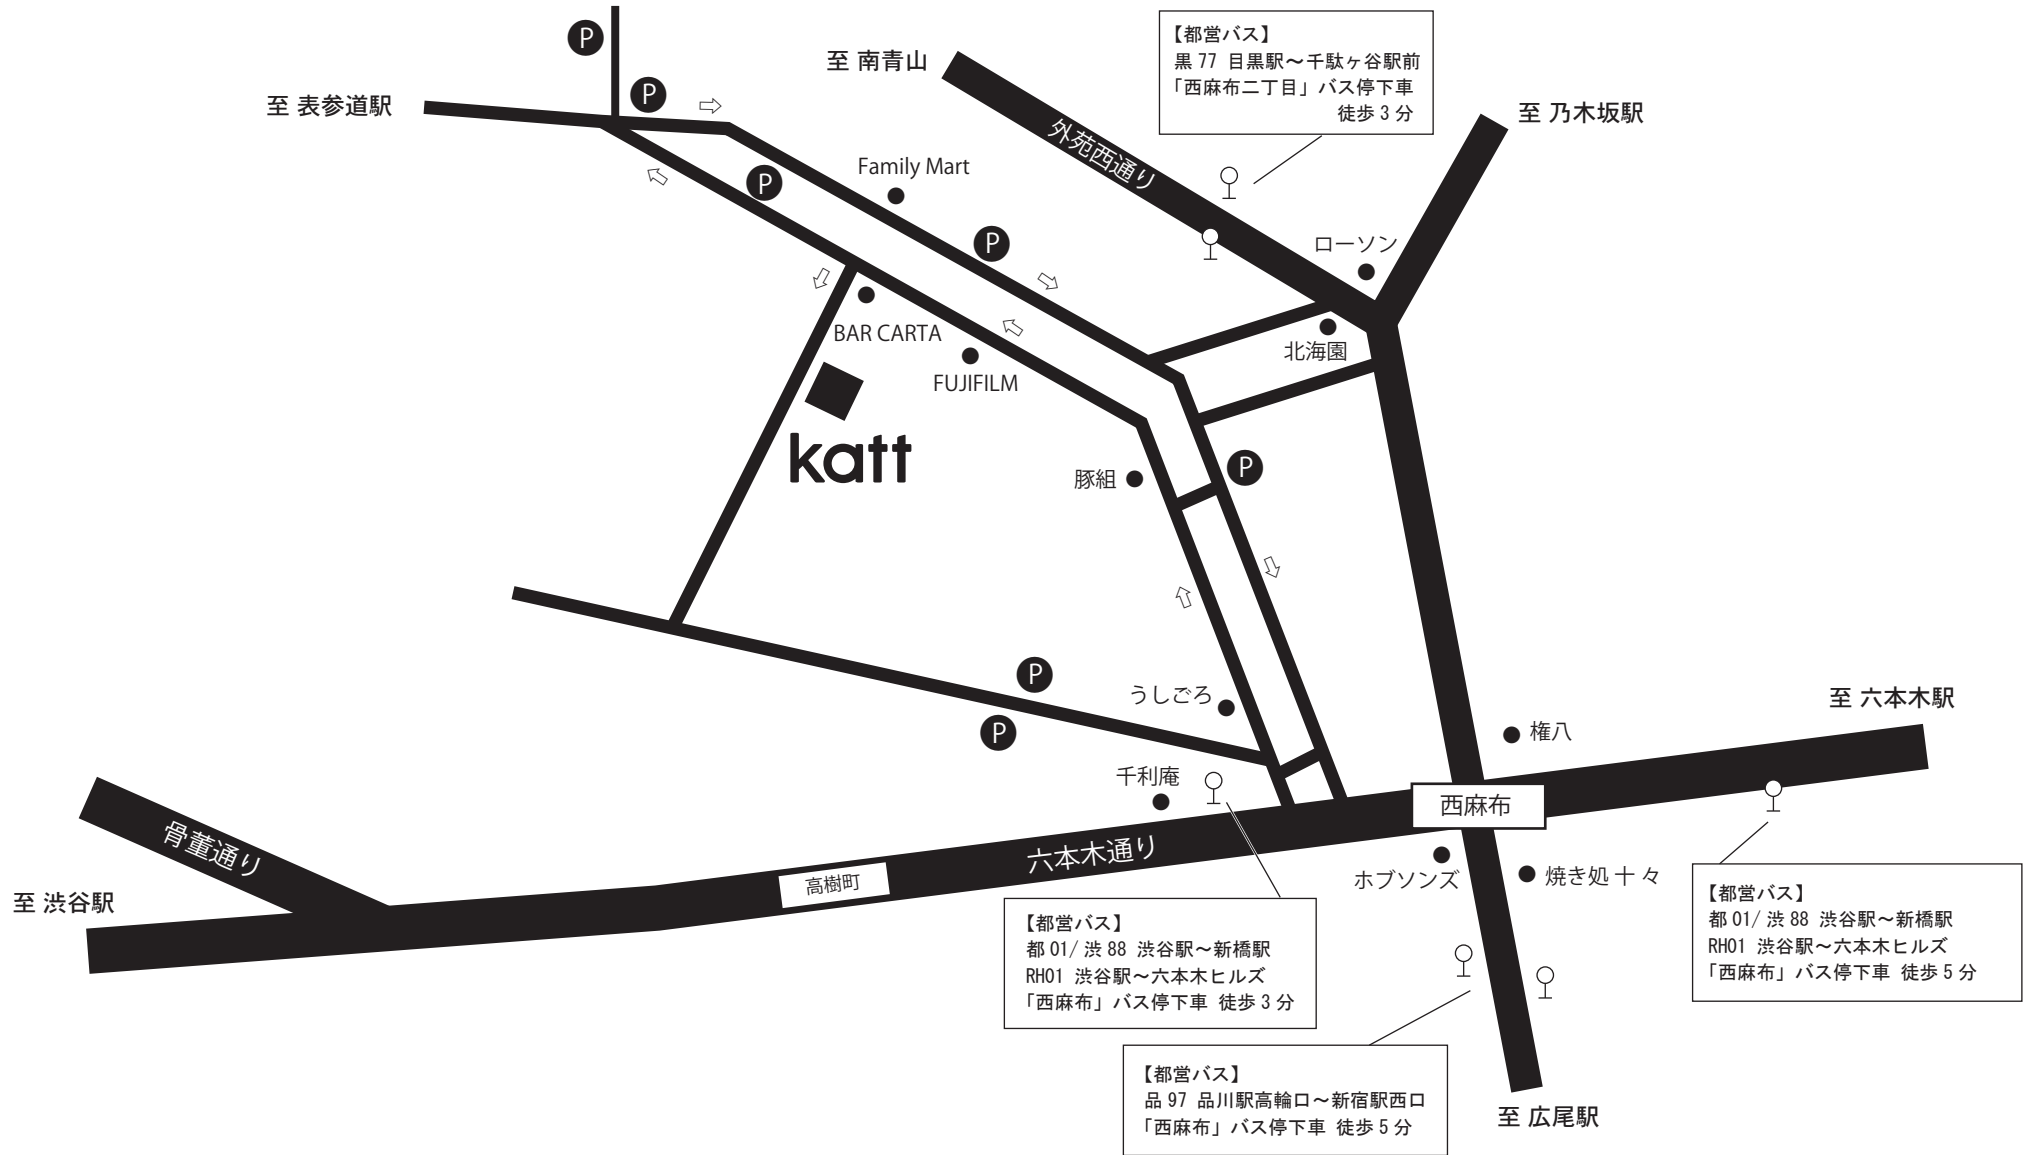 【都営バス】
黒 77 目黒駅～千駄ヶ谷駅前
「西麻布二丁目」バス停下車
徒歩 3 分
至 南青山
至 表参道駅
至 乃木坂駅
P
P
外苑西通り
Family Mart
P
P
ローソン
BAR CARTA
北海園
FUJIFILM
katt
豚組
P
P
うしごろ
至 六本木駅
P
権八
千利庵
西麻布
骨董通り
六本木通り
高樹町
ホブソンズ
焼き処 十 々
至 渋谷駅
【都営バス】
都 01/ 渋 88 渋谷駅～新橋駅
RH01 渋谷駅～六本木ヒルズ
「西麻布」バス停下車 徒歩 3 分
【都営バス】
都 01/ 渋 88 渋谷駅～新橋駅
RH01 渋谷駅～六本木ヒルズ
「西麻布」バス停下車 徒歩 5 分
【都営バス】
品 97 品川駅高輪口～新宿駅西口
「西麻布」バス停下車 徒歩 5 分
至 広尾駅